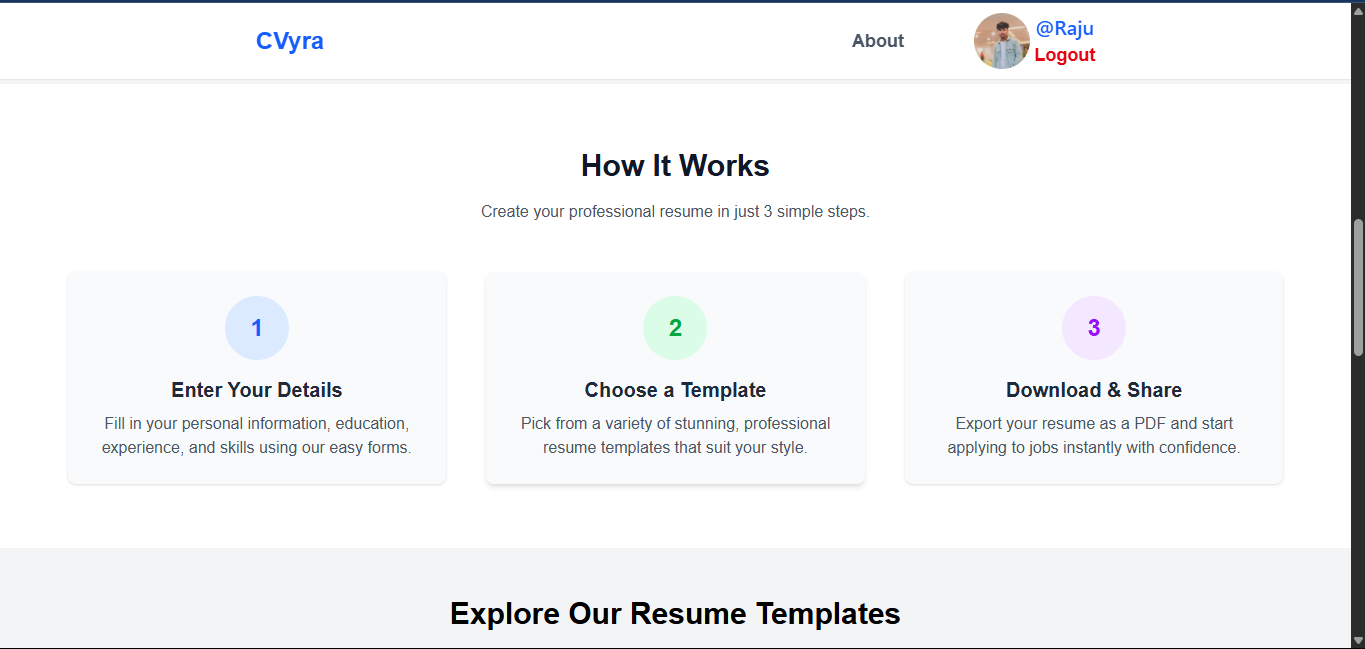 CVyra
About
@Raju
Logout
How It Works
Create your professional resume in just 3 simple steps.
1
Enter Your Details
Fill in your personal information, education,
experience, and skills using our easy forms.
2
Choose a Template
Pick from a variety of stunning, professional
resume templates that suit your style.
3
Download & Share
Export your resume as a PDF and start
applying to jobs instantly with confidence.
Explore Our Resume Templates